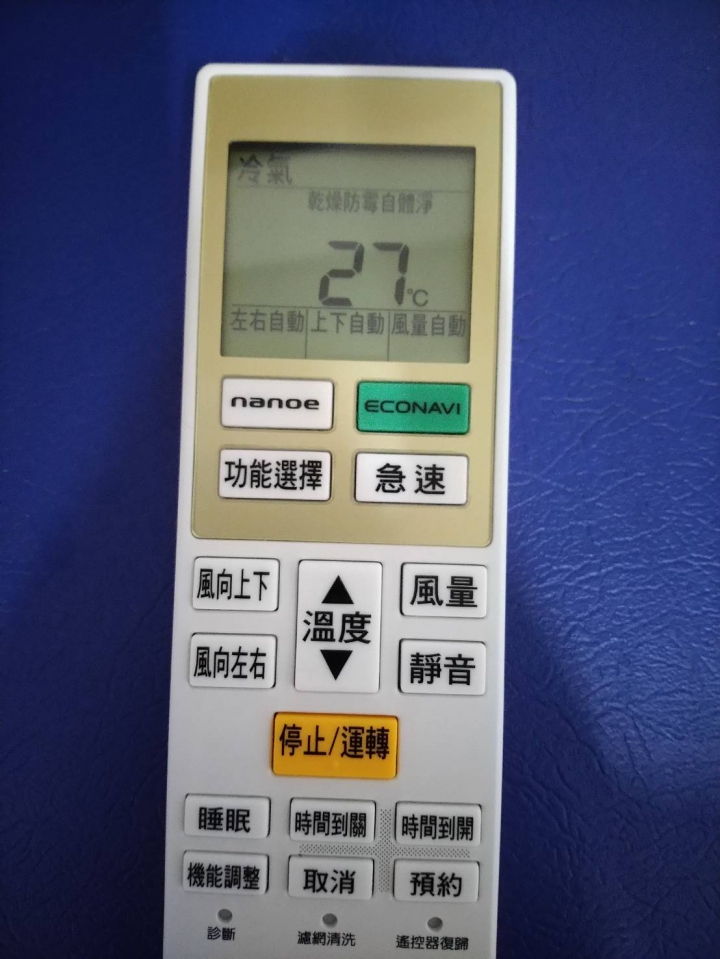 冷氣
乾燥防霉自體淨
27℃
左右自動 上下自動 風量自動
nanoe ECONAVI
功能選擇 急速
風向上下 ▲ 風量
溫度
風向左右 ▼ 靜音
停止/運轉
睡眠 時間到關 時間到開
機能調整 取消 預約
診斷 濾網清洗 遙控器復歸